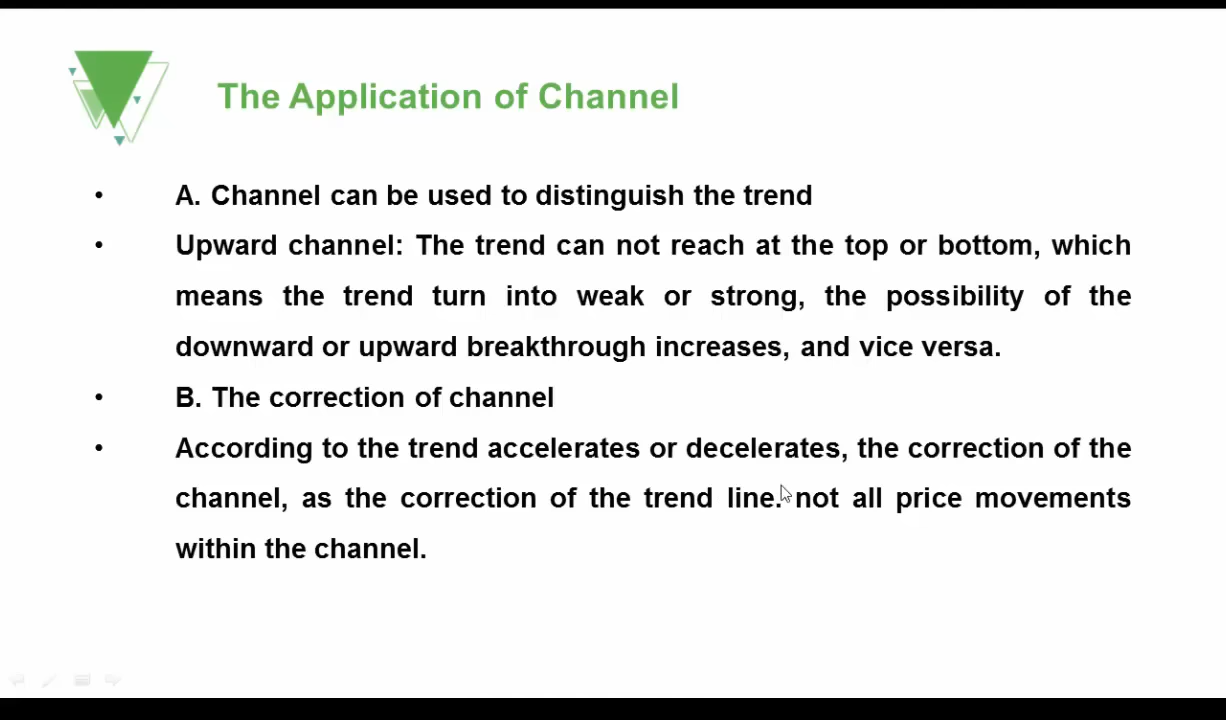 The Application of Channel
• A. Channel can be used to distinguish the trend
• Upward channel: The trend can not reach at the top or bottom, which
means the trend turn into weak or strong, the possibility of the
downward or upward breakthrough increases, and vice versa.
• B. The correction of channel
• According to the trend accelerates or decelerates, the correction of the
channel, as the correction of the trend line. not all price movements
within the channel.